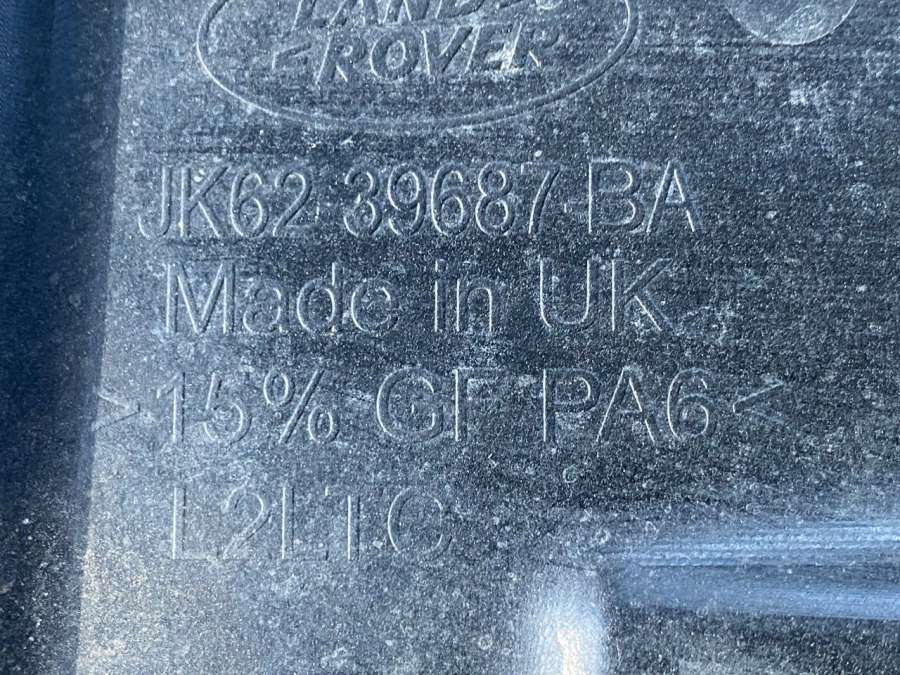 LAND
ROVER
JK62 39687-BA
Made in UK
>15% GF PA6<
L2L1C